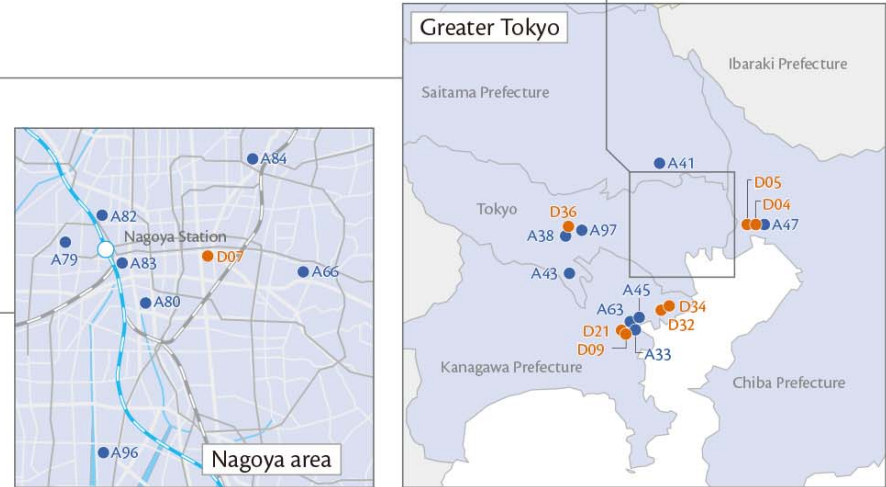 Greater Tokyo
Ibaraki Prefecture
Saitama Prefecture
A41
D05
D04
A47
Tokyo
D36
A38
A97
A43
A45
A63
D34
D32
D21
D09
A33
Kanagawa Prefecture
Chiba Prefecture
A84
A82
Nagoya Station
A79
A83
D07
A66
A80
A96
Nagoya area